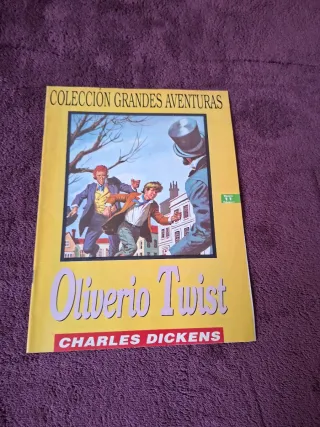 COLECCIÓN GRANDES AVENTURAS
Oliverio Twist
CHARLES DICKENS